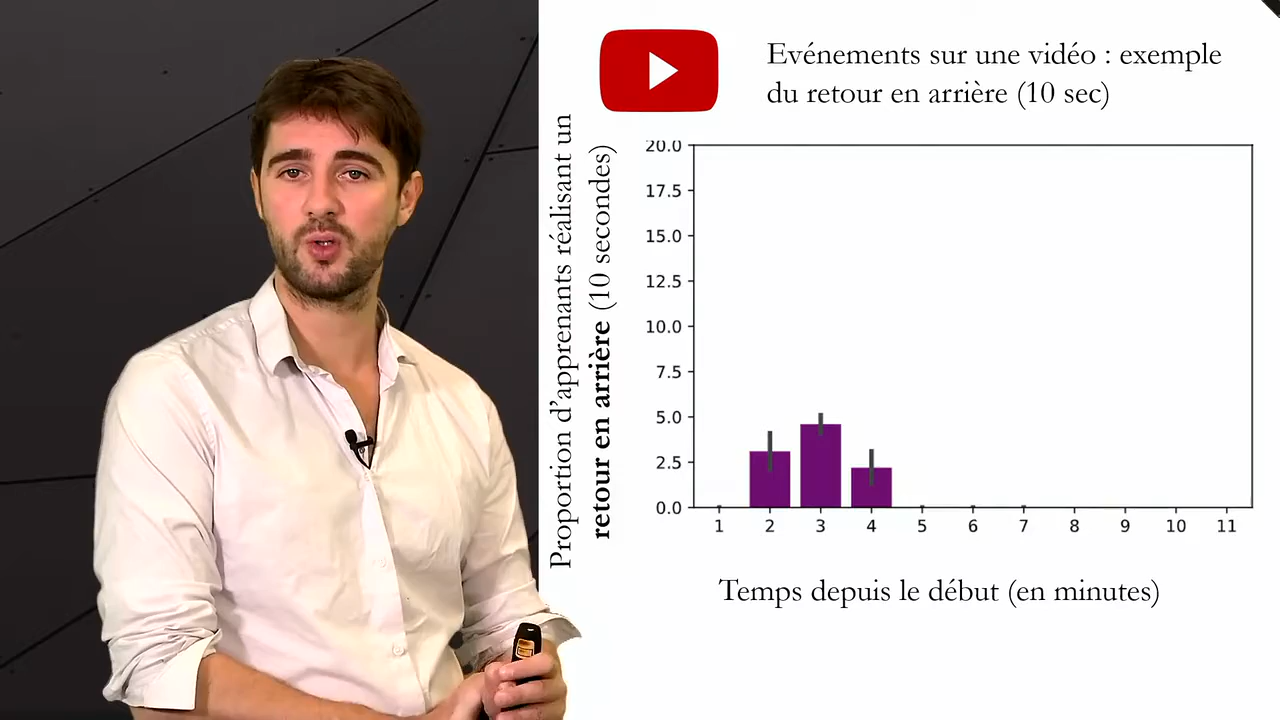 Evénements sur une vidéo : exemple
du retour en arrière (10 sec)
Proportion d'apprenants réalisant un
retour en arrière (10 secondes)
20.0
17.5
15.0
12.5
10.0
7.5
5.0
2.5
0.0
1 2 3 4 5 6 7 8 9 10 11
Temps depuis le début (en minutes)